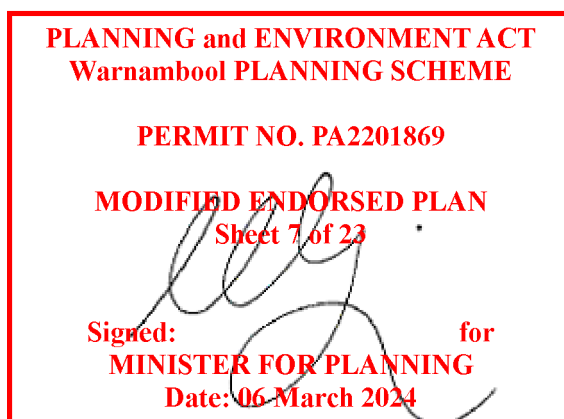 PLANNING and ENVIRONMENT ACT
Warnambool PLANNING SCHEME
PERMIT NO. PA2201869
MODIFIED ENDORSED PLAN
Sheet 7 of 23
Signed: for
MINISTER FOR PLANNING
Date: 06 March 2024